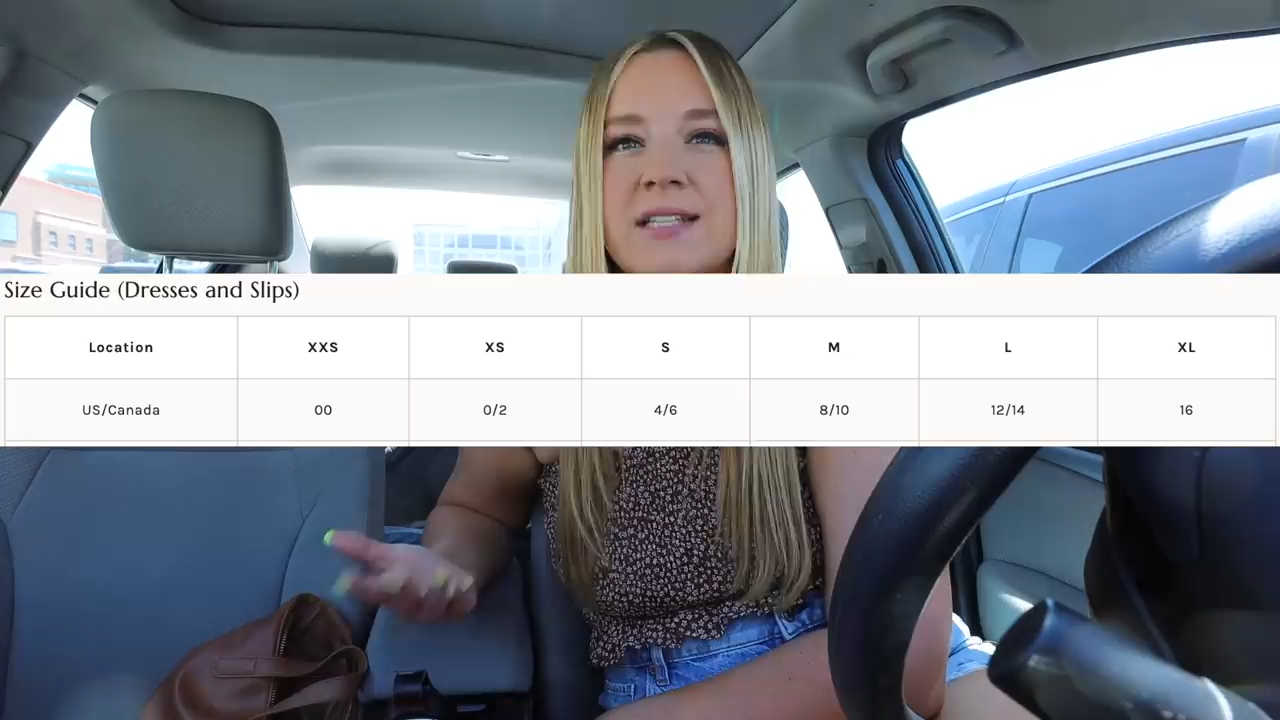 Size Guide (Dresses and Slips)
Location XXS XS S M L XL
US/Canada 00 0/2 4/6 8/10 12/14 16